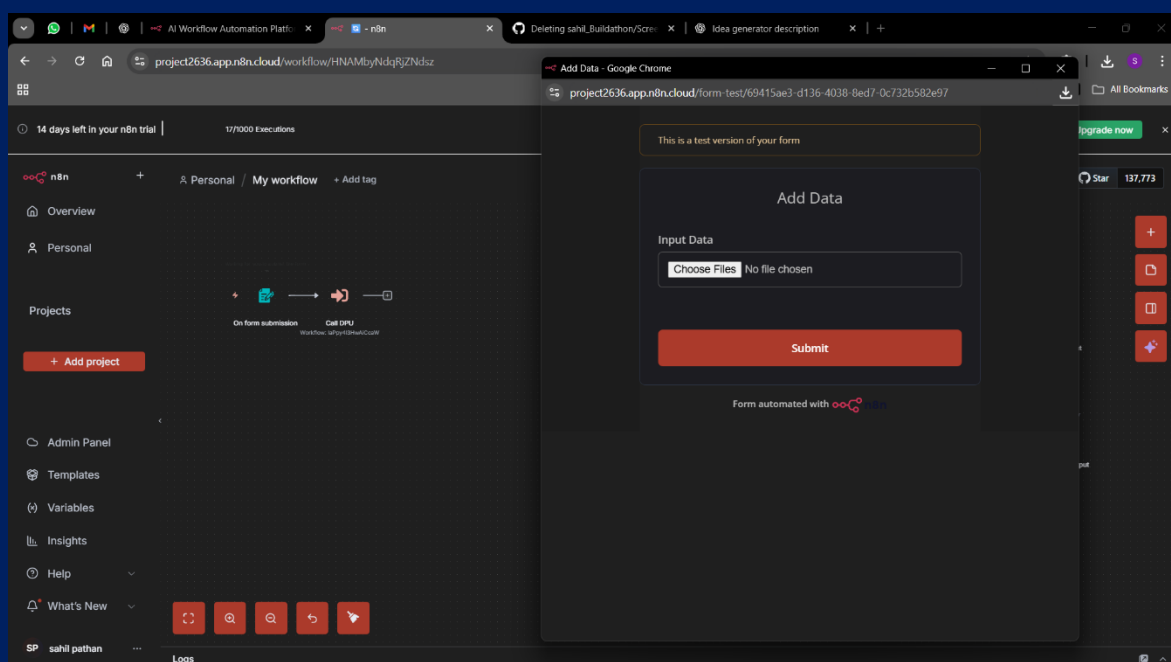 AI Workflow Automation Platfo
- n8n
Deleting sahil_Buildathon/Scree
Idea generator description
project2636.app.n8n.cloud/workflow/HNAMbyNdqRjZNdsz
All Bookmarks
14 days left in your n8n trial
17/1000 Executions
pgrade now
n8n
Personal / My workflow + Add tag
Star 137,773
Overview
Personal
Projects
+ Add project
Admin Panel
Templates
Variables
Insights
Help
What's New
SP sahil pathan ...
On form submission
Call DPU
Logs
Add Data - Google Chrome
project2636.app.n8n.cloud/form-test/69415ae3-d136-4038-8ed7-0c732b582e97
This is a test version of your form
Add Data
Input Data
Choose Files No file chosen
Submit
Form automated with n8n
put